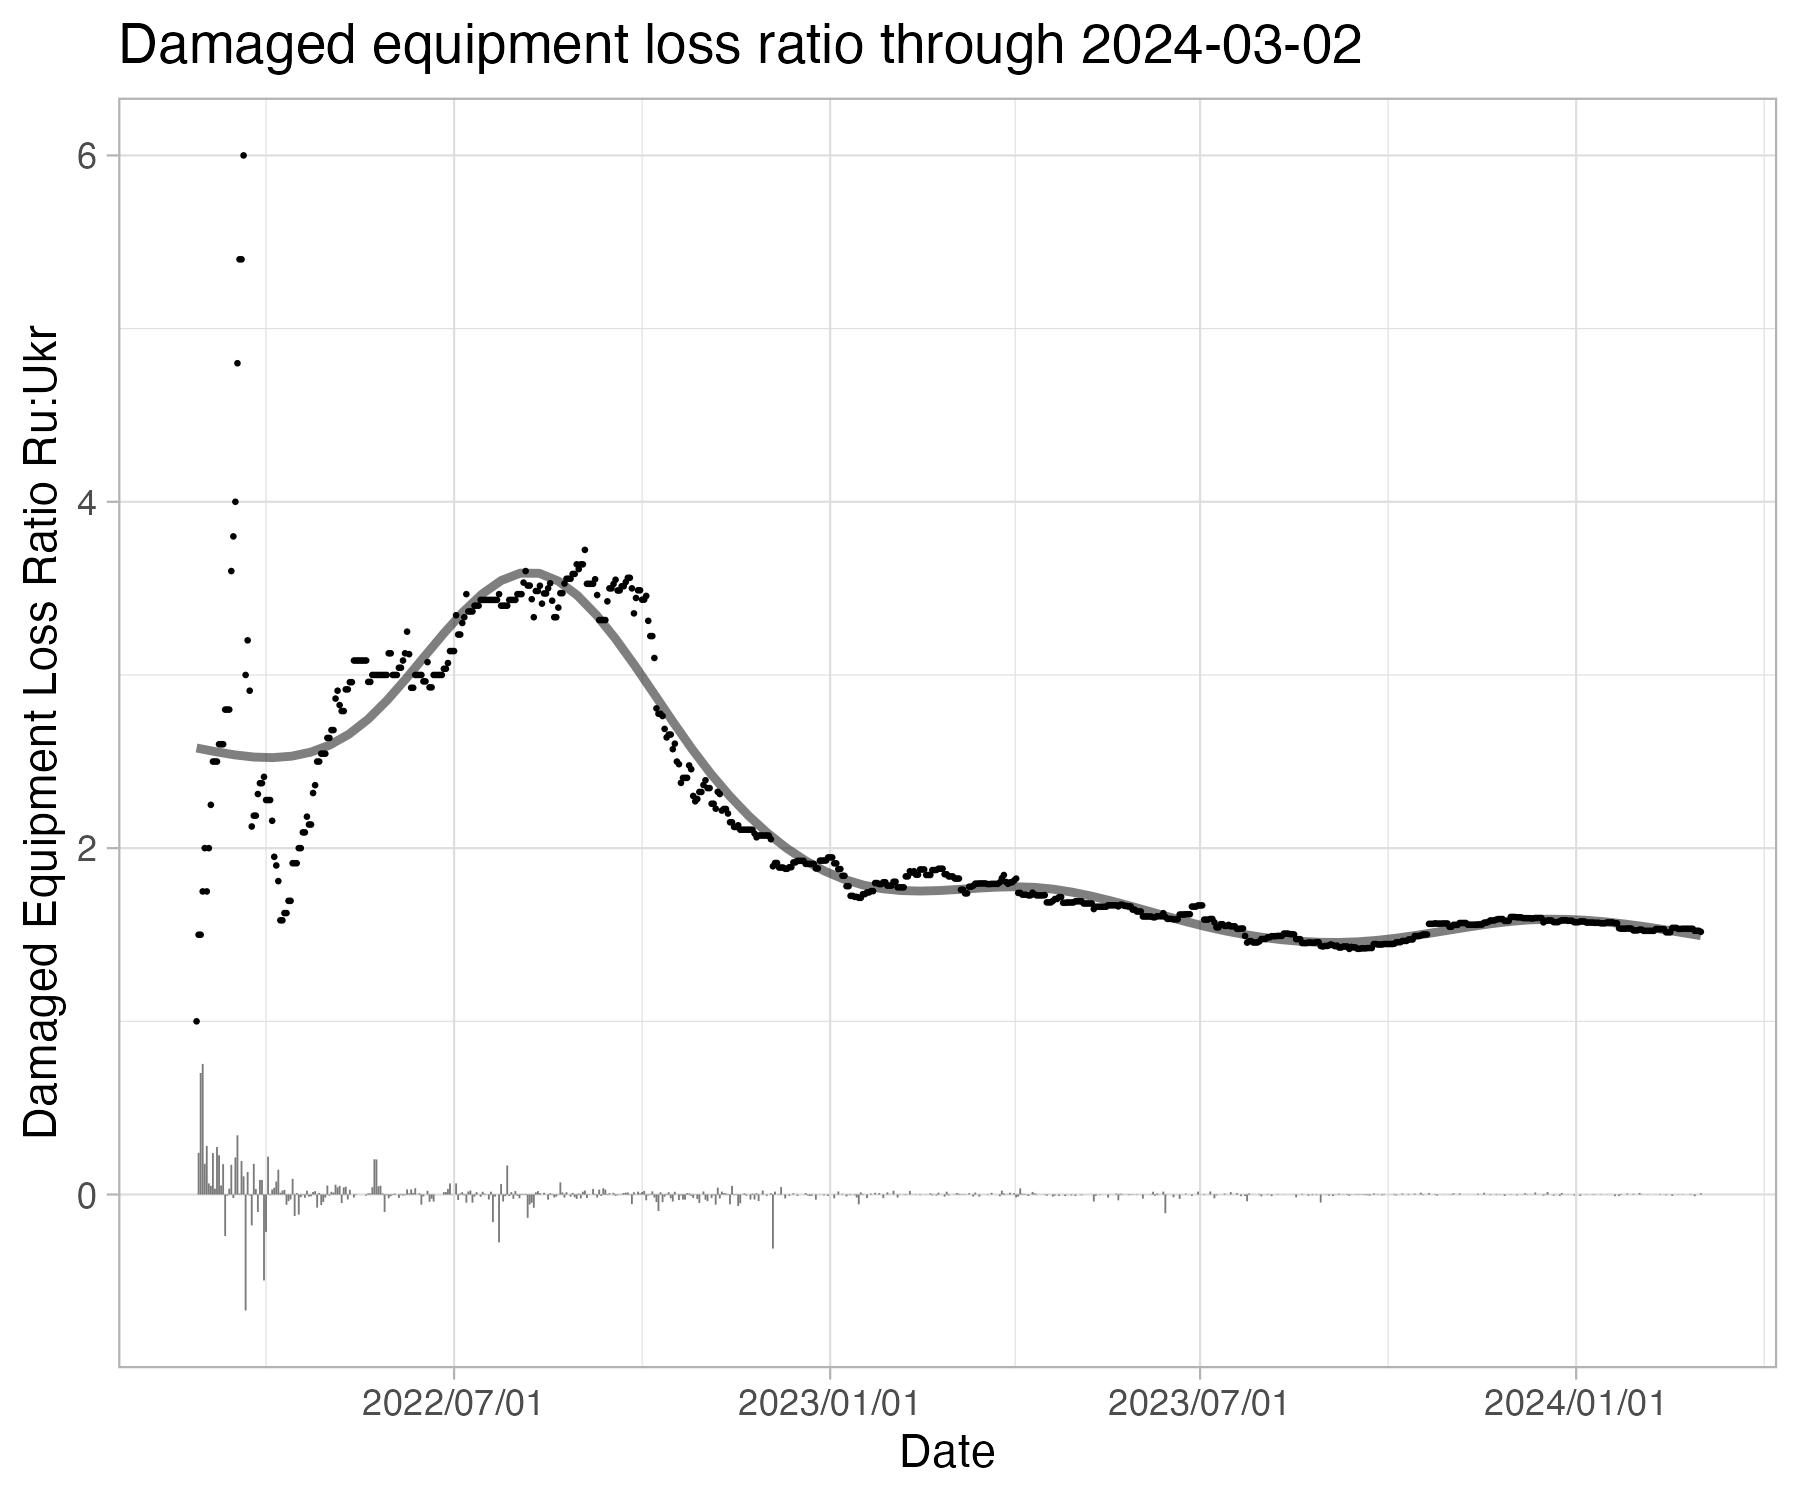 Damaged equipment loss ratio through 2024-03-02
Damaged Equipment Loss Ratio Ru:Ukr
6
4
2
0
2022/07/01
2023/01/01
2023/07/01
2024/01/01
Date